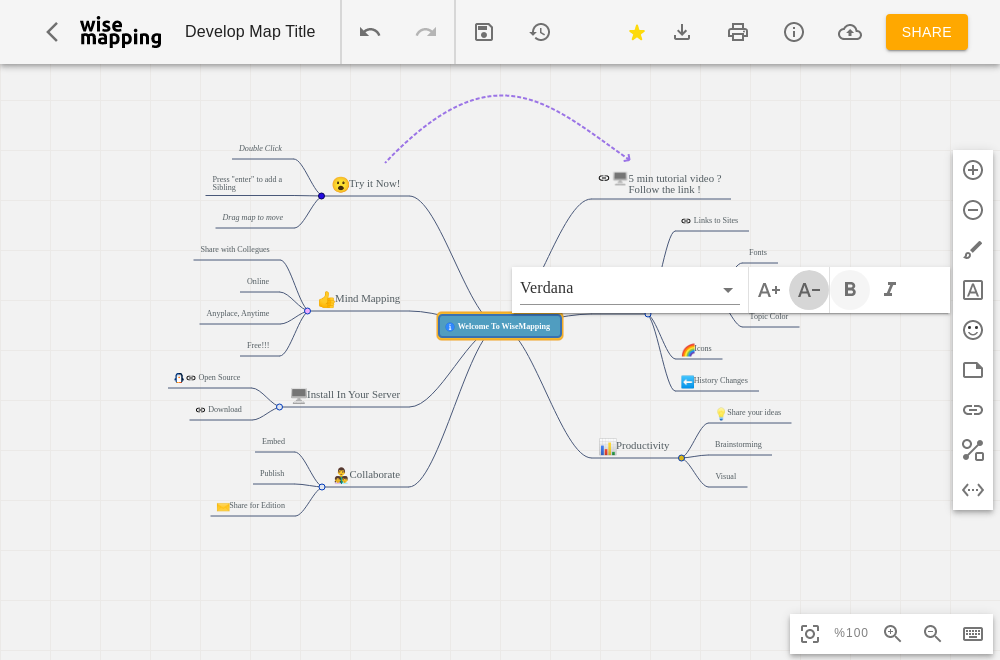 wise
mapping
Develop Map Title
SHARE
Double Click
Press "enter" to add a
Sibling
Drag map to move
Try it Now!
5 min tutorial video ?
Follow the link !
Links to Sites
Fonts
Topic Color
Share with Collegues
Online
Anyplace, Anytime
Free!!!
Mind Mapping
Verdana
A+
A-
B
I
Welcome To WiseMapping
Icons
History Changes
Open Source
Download
Install In Your Server
Share your ideas
Brainstorming
Visual
Productivity
Embed
Publish
Share for Edition
Collaborate
A
%100